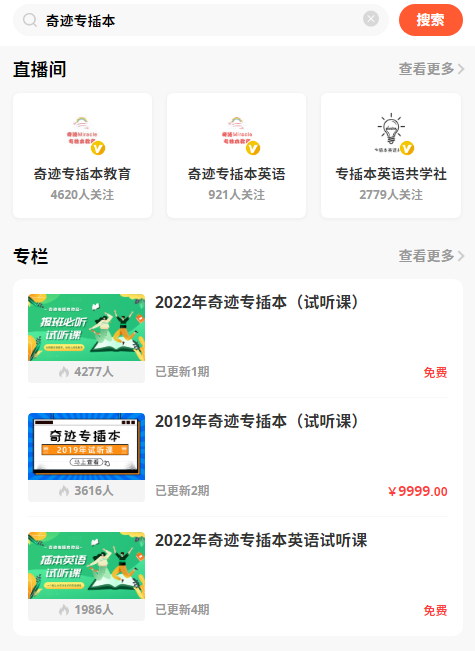 奇迹专插本
搜索
直播间
查看更多
奇迹专插本教育
4620人关注
奇迹专插本英语
921人关注
专插本英语共学社
2779人关注
专栏
查看更多
报班必听
试听课
4277人
2022年奇迹专插本（试听课）
已更新1期
免费
奇迹专插本
2019年试听课
马上查看
3616人
2019年奇迹专插本（试听课）
已更新2期
￥9999.00
插本英语
试听课
1986人
2022年奇迹专插本英语试听课
已更新4期
免费